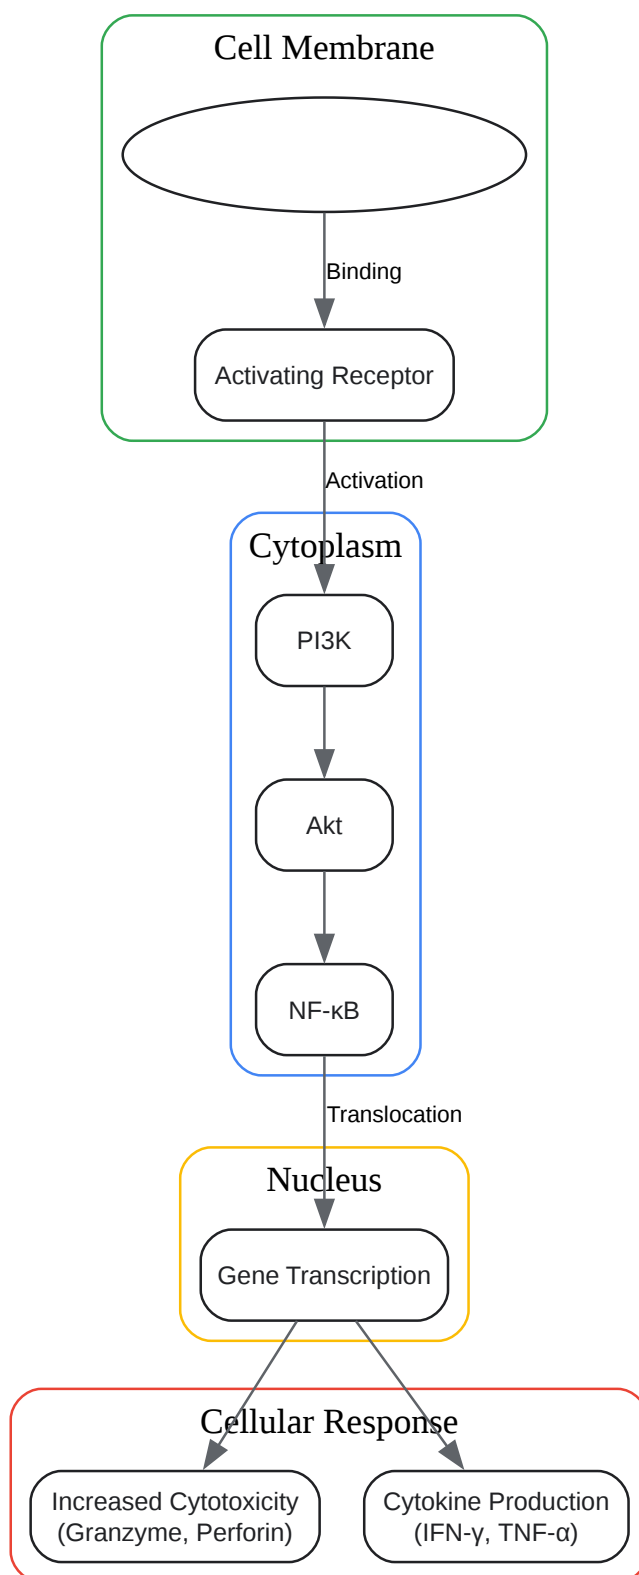 Cell Membrane
Binding
Activating Receptor
Activation
Cytoplasm
PI3K
Akt
NF-κB
Translocation
Nucleus
Gene Transcription
Cellular Response
Increased Cytotoxicity
(Granzyme, Perforin)
Cytokine Production
(IFN-γ, TNF-α)